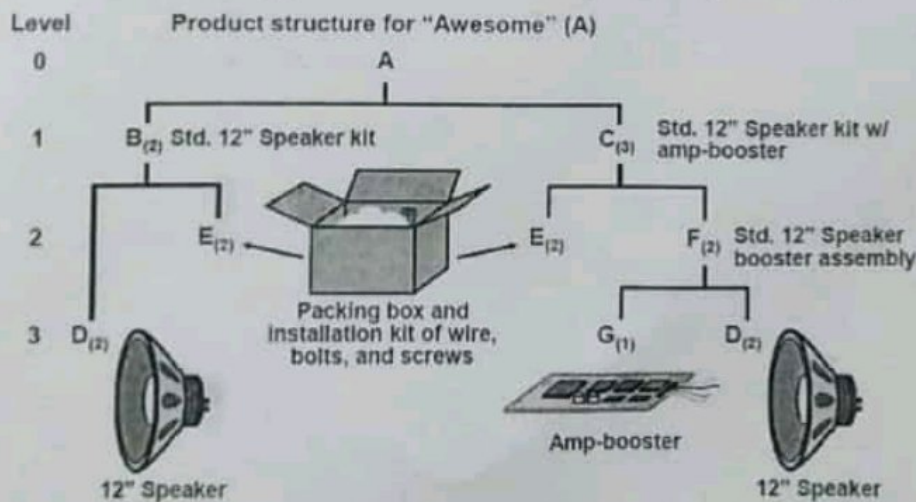 Level Product structure for “Awesome” (A)
0 A
1 B(2) Std. 12" Speaker kit C(3) Std. 12" Speaker kit w/
amp-booster
2 E(2) E(2) F(2) Std. 12" Speaker
booster assembly
Packing box and
installation kit of wire,
bolts, and screws
3 D(2) G(1) D(2)
Amp-booster
12" Speaker 12" Speaker